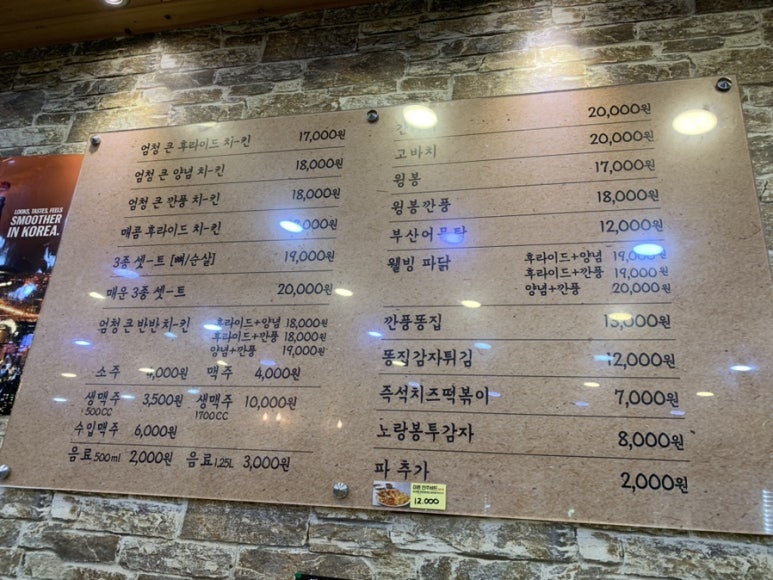 LOOKS, TASTES, FEELS
SMOOTHER
IN KOREA.
엄청 큰 후라이드 치-킨 17,000원
엄청 큰 양념 치-킨 18,000원
엄청 큰 깐풍 치-킨 18,000원
매콤 후라이드 치-킨
3종 셋-트 [뼈/순살] 19,000원
매운 3종 셋-트 20,000원
엄청 큰 반반 치-킨 후라이드+양념 18,000원
후라이드+깐풍 18,000원
양념+깐풍 19,000원
소주 맥주 4,000원
생맥주 3,500원 생맥주 10,000원
500CC 1700CC
수입맥주 6,000원
음료 500ml 2,000원 음료 1.25L 3,000원
20,000원
고바치 20,000원
윙봉 17,000원
윙봉깐풍 18,000원
부산어묵탕 12,000원
웰빙 파닭 후라이드+양념 19,000원
후라이드+깐풍 19,000원
양념+깐풍 20,000원
깐풍똥집
똥집감자튀김 12,000원
즉석치즈떡볶이 7,000원
노랑봉투감자 8,000원
파 추가 2,000원
12.000